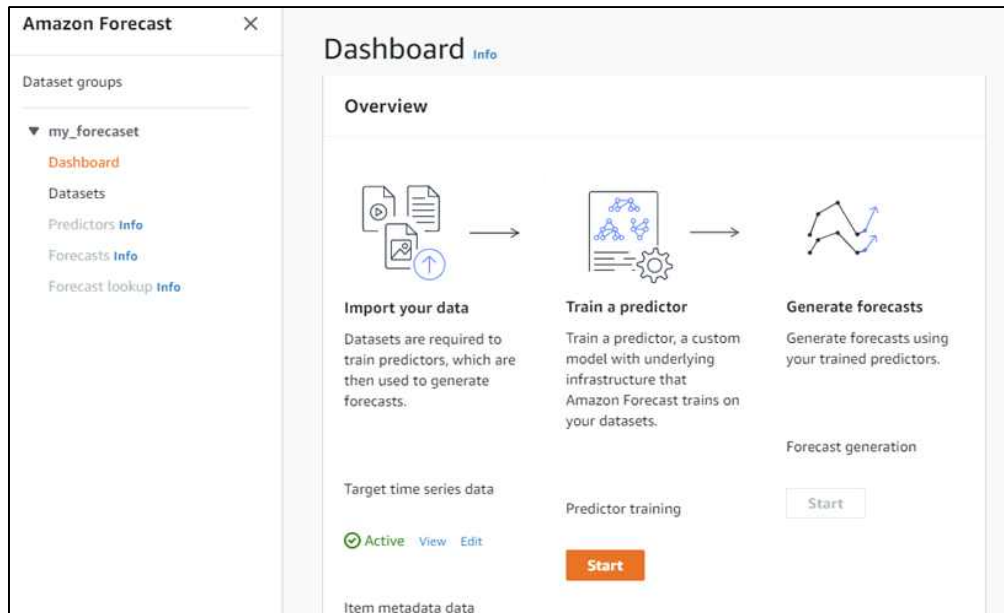 Amazon Forecast
Dataset groups
my_forecaset
Dashboard
Datasets
Predictors Info
Forecasts Info
Forecast lookup Info
Dashboard Info
Overview
Import your data
Datasets are required to
train predictors, which are
then used to generate
forecasts.
Target time series data
Active View Edit
Item metadata data
Train a predictor
Train a predictor, a custom
model with underlying
infrastructure that
Amazon Forecast trains on
your datasets.
Predictor training
Start
Generate forecasts
Generate forecasts using
your trained predictors.
Forecast generation
Start